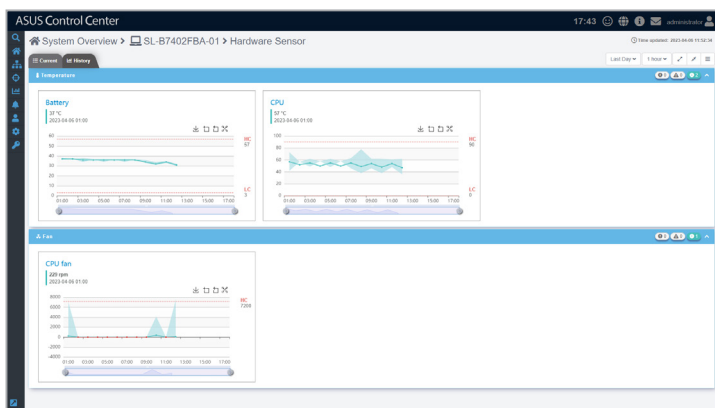 ASUS Control Center
17:43
administrator
System Overview > SL-B7402FBA-01 > Hardware Sensor
Time updated: 2023-04-06 11:52:34
Current
History
Last Day
1 hour
Temperature
Battery
37 °C
2023-04-06 01:00
60
50
40
30
20
10
0
HC
57
LC
3
01:00 03:00 05:00 07:00 09:00 11:00 13:00 15:00 17:00
CPU
57 °C
2023-04-06 01:00
100
80
60
40
20
0
HC
90
LC
0
01:00 03:00 05:00 07:00 09:00 11:00 13:00 15:00 17:00
Fan
CPU fan
220 rpm
2023-04-06 01:00
8000
6000
4000
2000
0
-2000
-4000
HC
7200
01:00 03:00 05:00 07:00 09:00 11:00 13:00 15:00 17:00